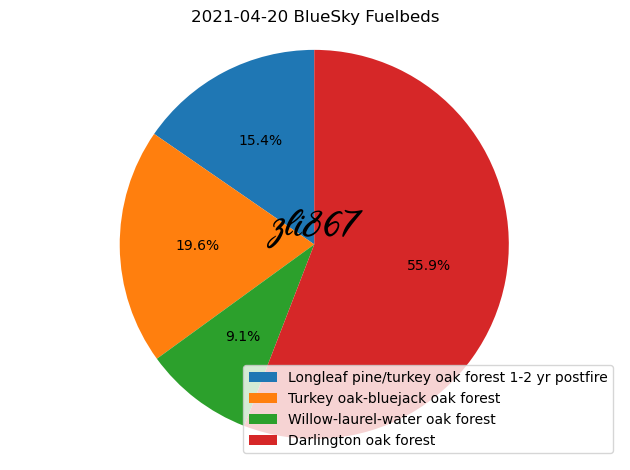 2021-04-20 BlueSky Fuelbeds
15.4%
zli867
19.6%
55.9%
9.1%
Longleaf pine/turkey oak forest 1-2 yr postfire
Turkey oak-bluejack oak forest
Willow-laurel-water oak forest
Darlington oak forest